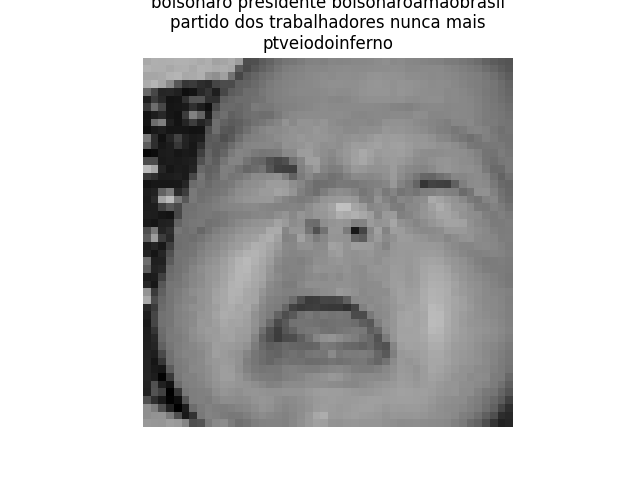 bolsonaro presidente bolsonaroamaobrasil
partido dos trabalhadores nunca mais
ptveiodoinferno